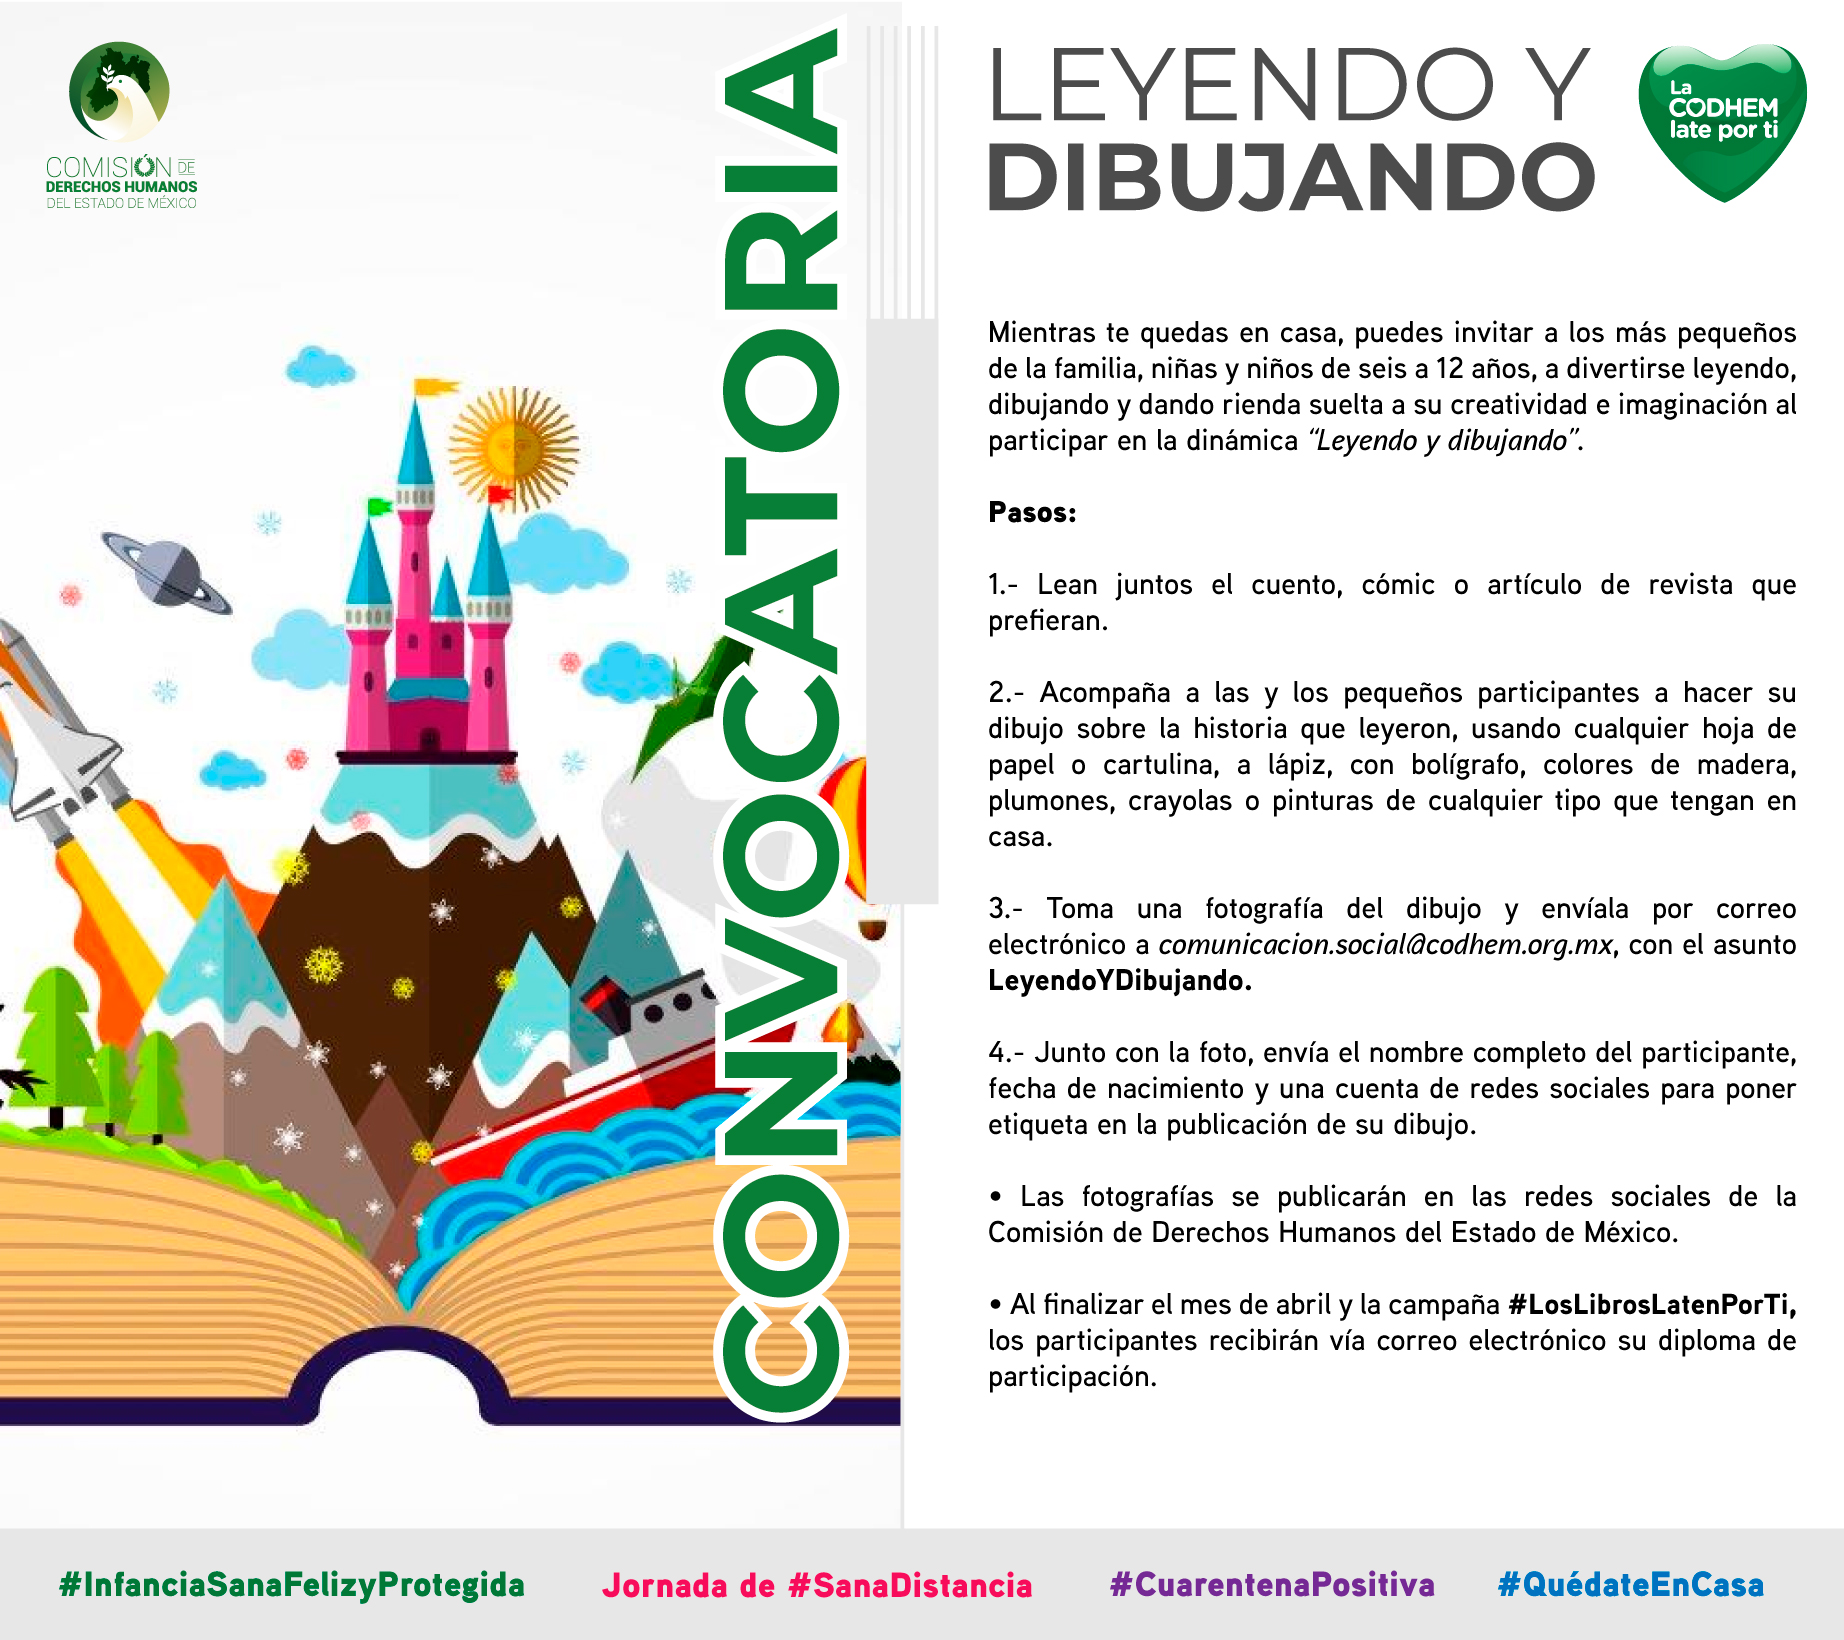 COMISIÓN DE
DERECHOS HUMANOS
DEL ESTADO DE MÉXICO
CONVOCATORIA
LEYENDO Y
DIBUJANDO
La
CODHEM
late por ti
Mientras te quedas en casa, puedes invitar a los más pequeños
de la familia, niñas y niños de seis a 12 años, a divertirse leyendo,
dibujando y dando rienda suelta a su creatividad e imaginación al
participar en la dinámica “Leyendo y dibujando”.
Pasos:
1.- Lean juntos el cuento, cómic o artículo de revista que
prefieran.
2.- Acompaña a las y los pequeños participantes a hacer su
dibujo sobre la historia que leyeron, usando cualquier hoja de
papel o cartulina, a lápiz, con bolígrafo, colores de madera,
plumones, crayolas o pinturas de cualquier tipo que tengan en
casa.
3.- Toma una fotografía del dibujo y envíala por correo
electrónico a comunicacion.social@codhem.org.mx, con el asunto
LeyendoYDibujando.
4.- Junto con la foto, envía el nombre completo del participante,
fecha de nacimiento y una cuenta de redes sociales para poner
etiqueta en la publicación de su dibujo.
• Las fotografías se publicarán en las redes sociales de la
Comisión de Derechos Humanos del Estado de México.
• Al finalizar el mes de abril y la campaña #LosLibrosLatenPorTi,
los participantes recibirán vía correo electrónico su diploma de
participación.
#InfanciaSanaFelizyProtegida Jornada de #SanaDistancia #CuarentenaPositiva #QuédateEnCasa